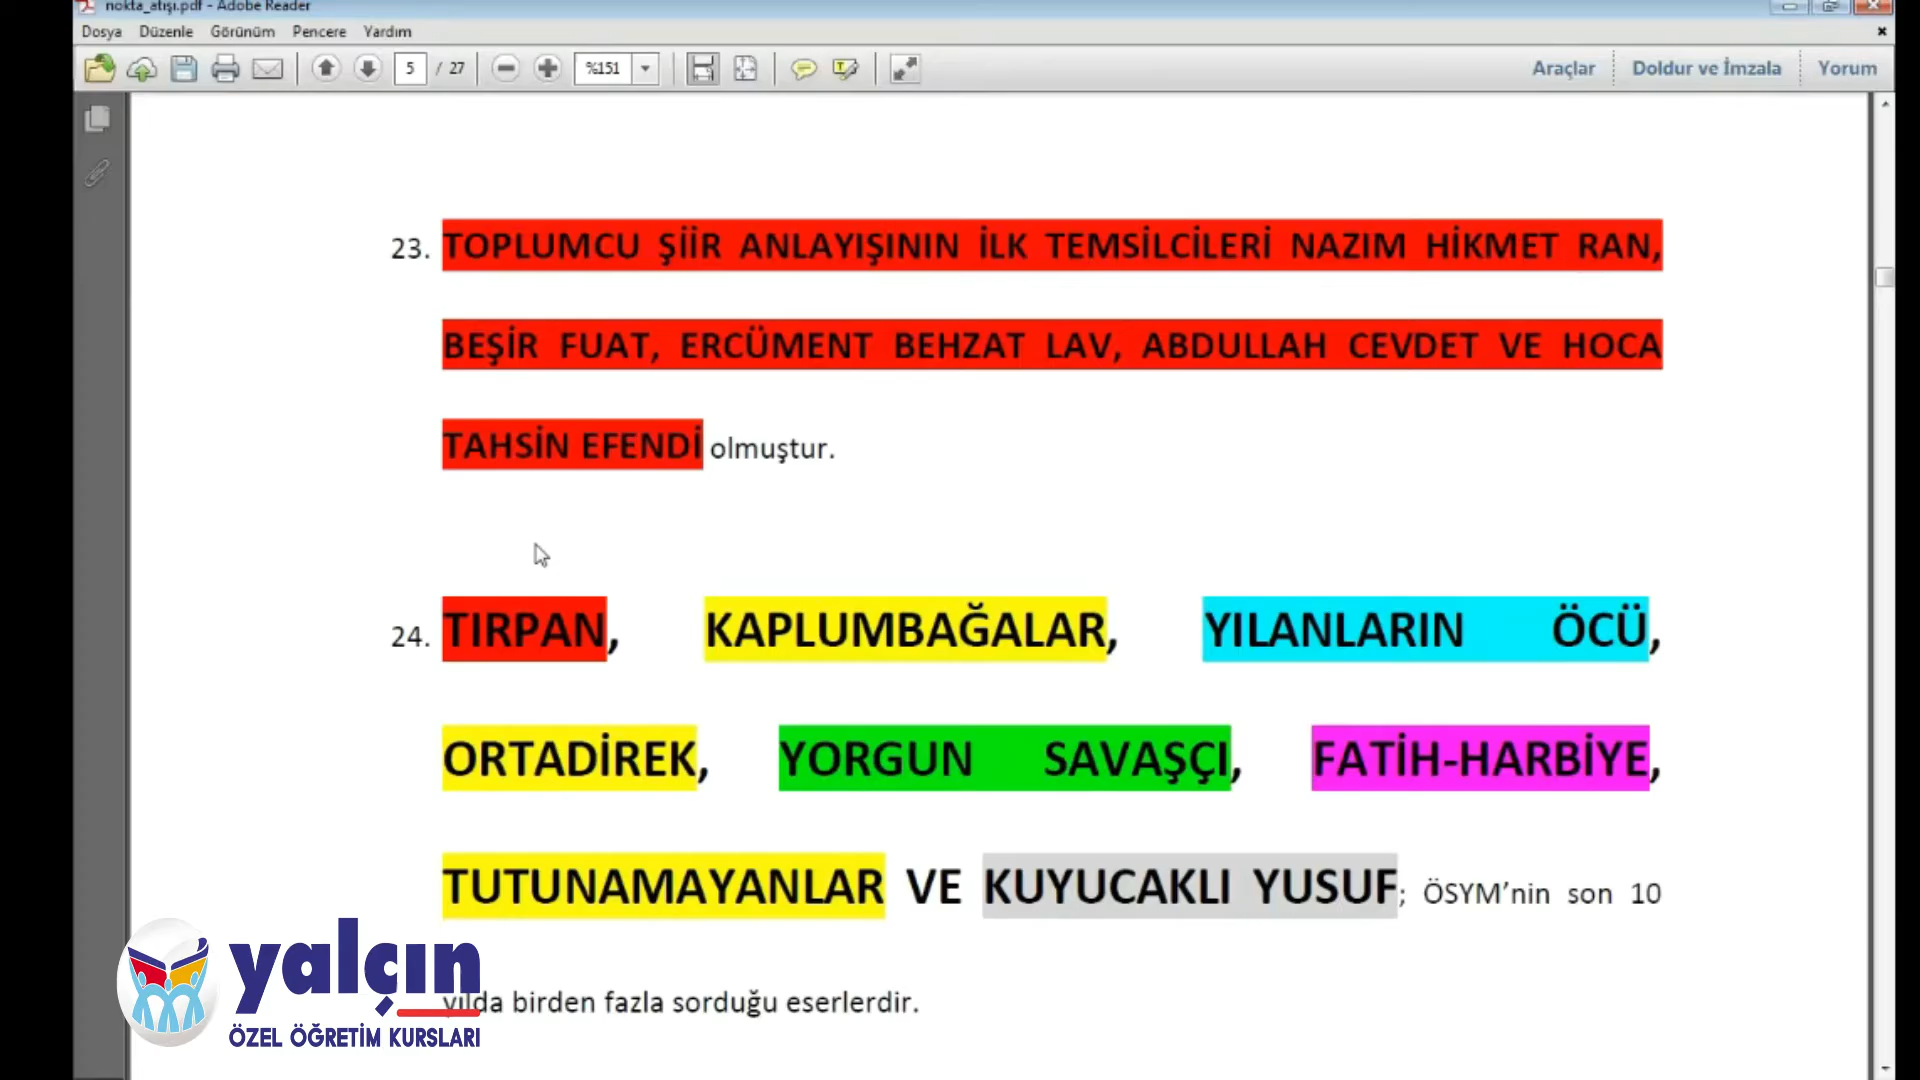 nokta_atışı.pdf - Adobe Reader
Dosya Düzenle Görünüm Pencere Yardım
5 / 27 %151 Araçlar Doldur ve İmzala Yorum
23. TOPLUMCU ŞİİR ANLAYIŞININ İLK TEMSİLCİLERİ NAZIM HİKMET RAN,
BEŞİR FUAT, ERCÜMENT BEHZAT LAV, ABDULLAH CEVDET VE HOCA
TAHSİN EFENDİ olmuştur.
24. TIRPAN, KAPLUMBAĞALAR, YILANLARIN ÖCÜ,
ORTADİREK, YORGUN SAVAŞÇI, FATİH-HARBİYE,
TUTUNAMAYANLAR VE KUYUCAKLI YUSUF; ÖSYM'nin son 10
yılda birden fazla sorduğu eserlerdir.
yalçın
ÖZEL ÖĞRETİM KURSLARI